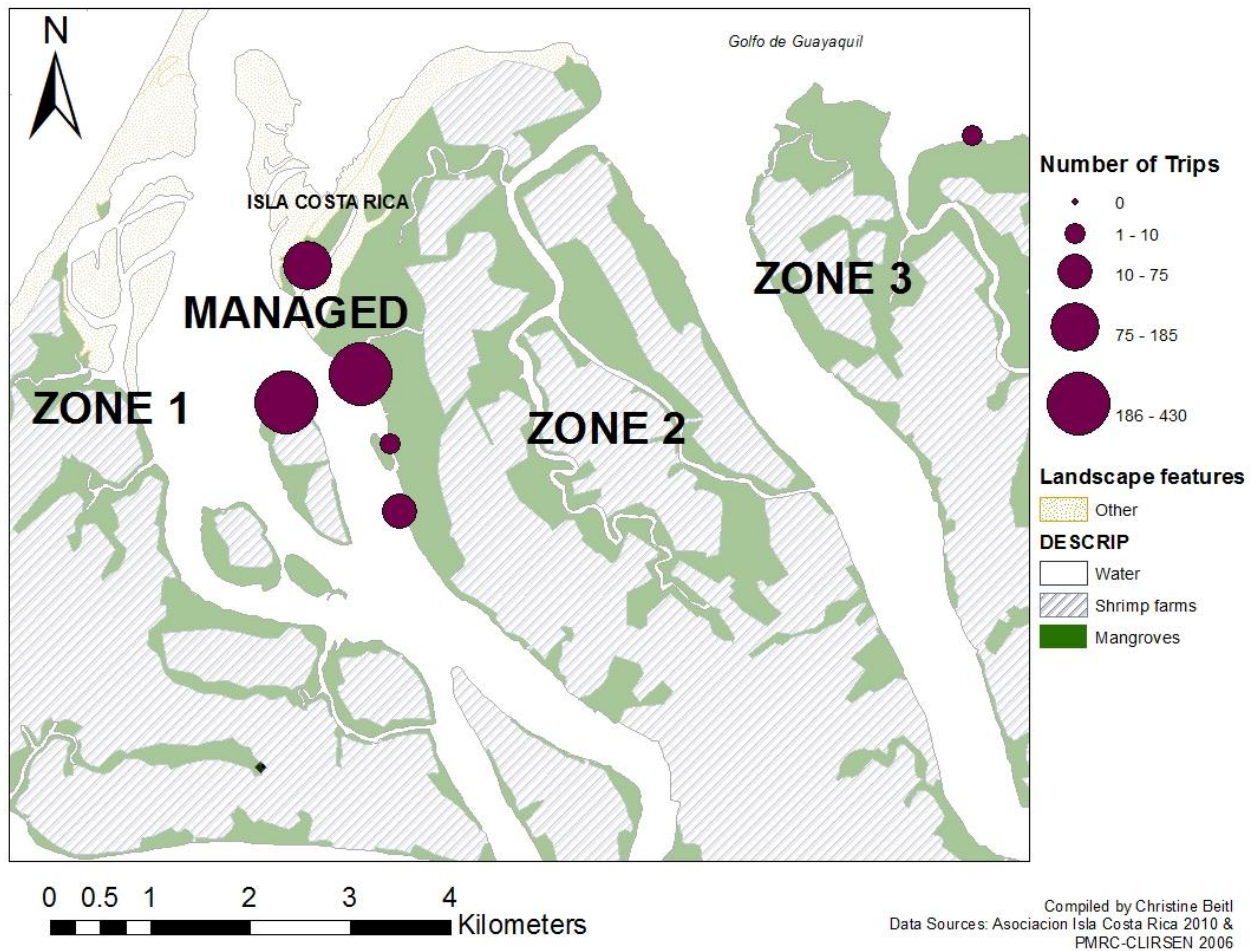 N
Golfo de Guayaquil
ISLA COSTA RICA
MANAGED
ZONE 1
ZONE 2
ZONE 3
Number of Trips
0
1 - 10
10 - 75
75 - 185
186 - 430
Landscape features
Other
DESCRIP
Water
Shrimp farms
Mangroves
0 0.5 1 2 3 4
Kilometers
Compiled by Christine Beitl
Data Sources: Asociacion Isla Costa Rica 2010 &
PMRC-CLIRSEN 2006